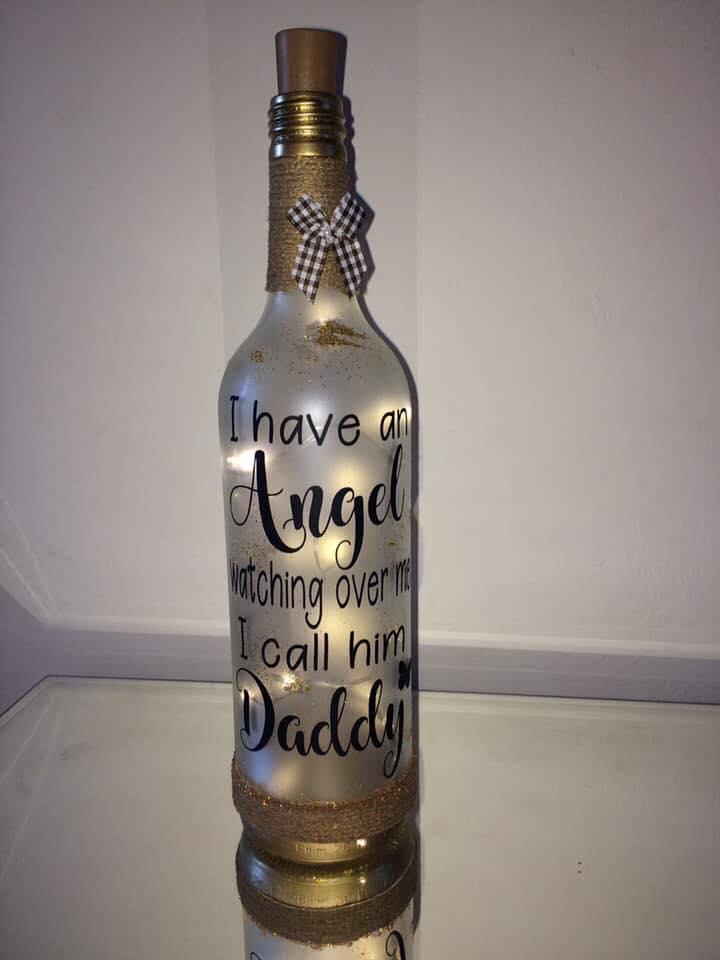 I have an
Angel
watching over me
I call him
Daddy